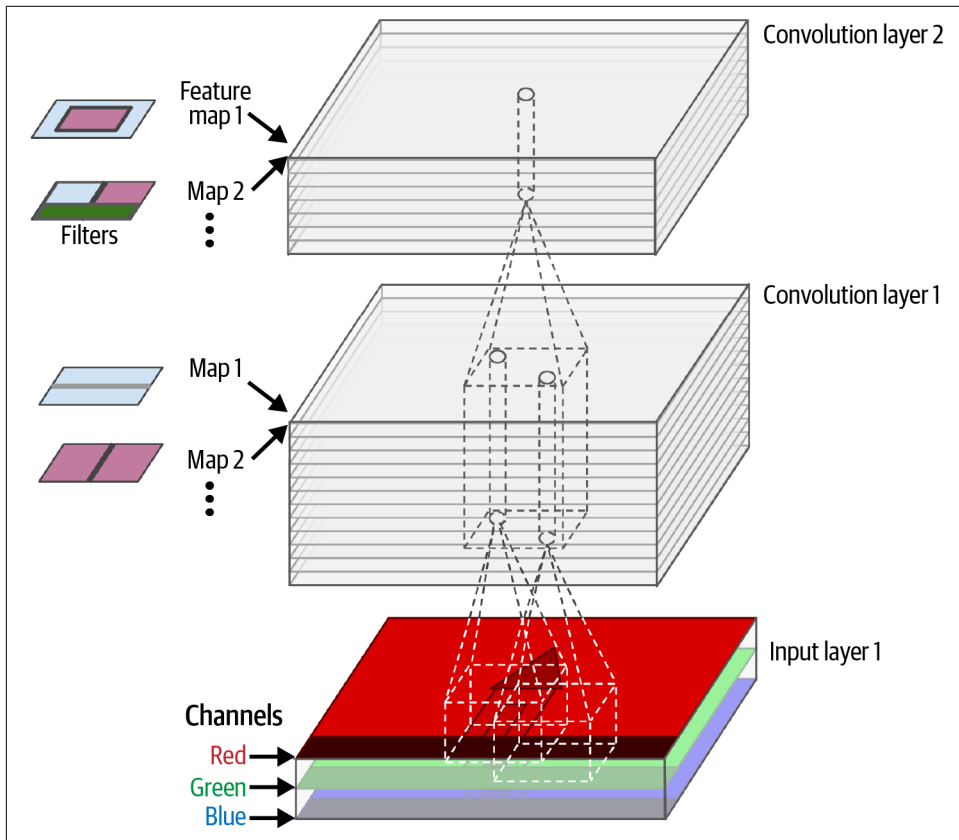 Convolution layer 2
Feature
map 1
Map 2
Filters
Convolution layer 1
Map 1
Map 2
Input layer 1
Channels
Red
Green
Blue